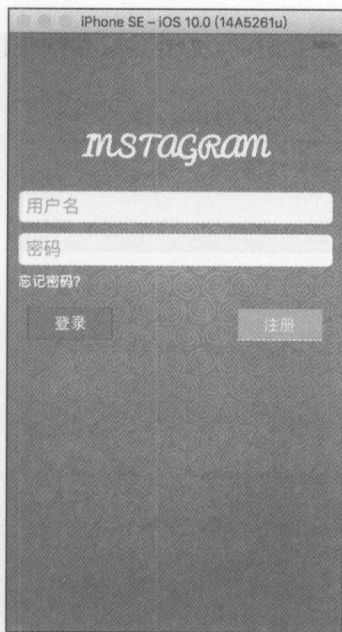 iPhone SE – iOS 10.0 (14A5261u)
INSTAGRAM
用户名
密码
忘记密码?
登录
注册